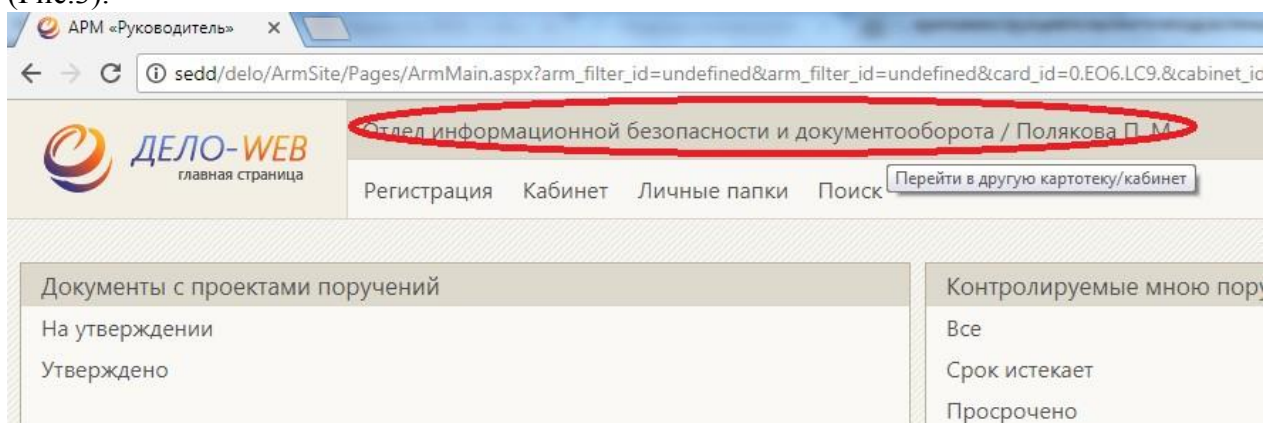 (Рис.3).
АРМ «Руководитель»
sedd/delo/ArmSite/Pages/ArmMain.aspx?arm_filter_id=undefined&arm_filter_id=undefined&card_id=0.EO6.LC9.&cabinet_id
Отдел информационной безопасности и документооборота / Полякова П. М
ДЕЛО-WEB
главная страница
Регистрация Кабинет Личные папки Поиск
Перейти в другую картотеку/кабинет
Документы с проектами поручений
На утверждении
Утверждено
Контролируемые мною пору
Все
Срок истекает
Просрочено